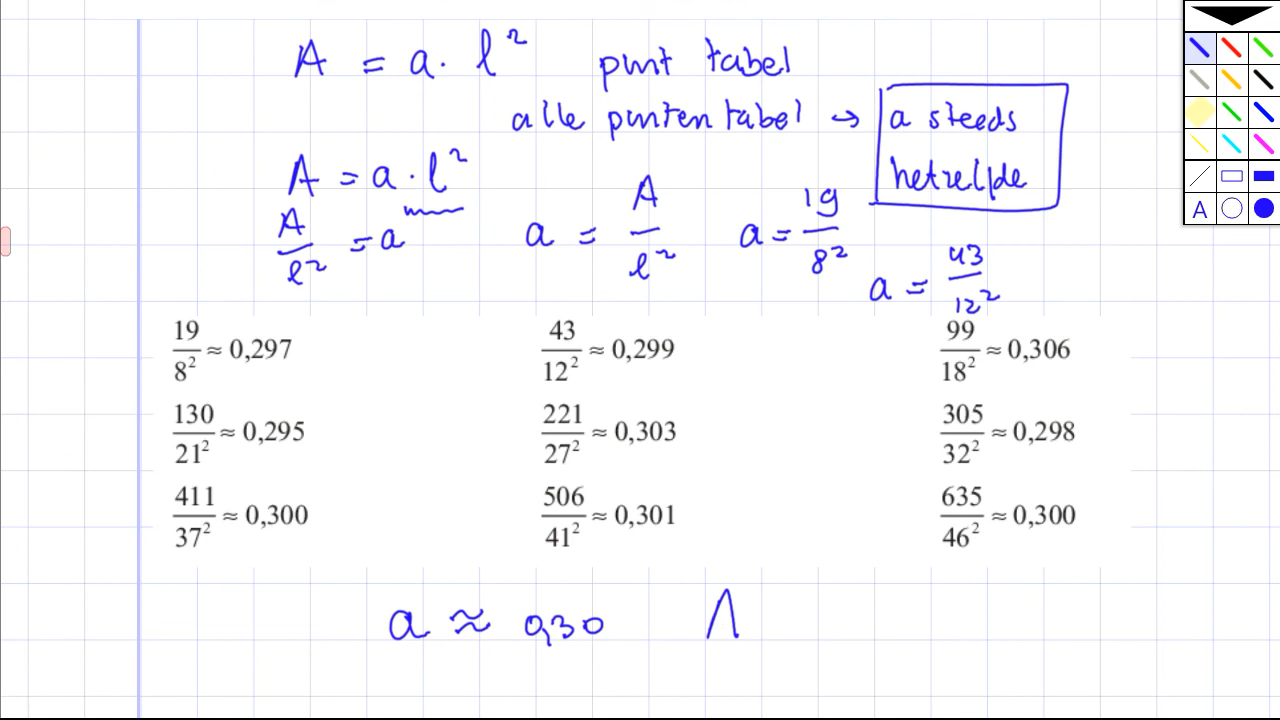 A = a · l² punt tabel
alle punten tabel → a steeds
hetzelfde
A = a · l²
A/l² = a
a = A/l²
a = 19/8²
a = 43/12²
19/8² ≈ 0,297 43/12² ≈ 0,299 99/18² ≈ 0,306
130/21² ≈ 0,295 221/27² ≈ 0,303 305/32² ≈ 0,298
411/37² ≈ 0,300 506/41² ≈ 0,301 635/46² ≈ 0,300
a ≈ 0,30 Λ
A